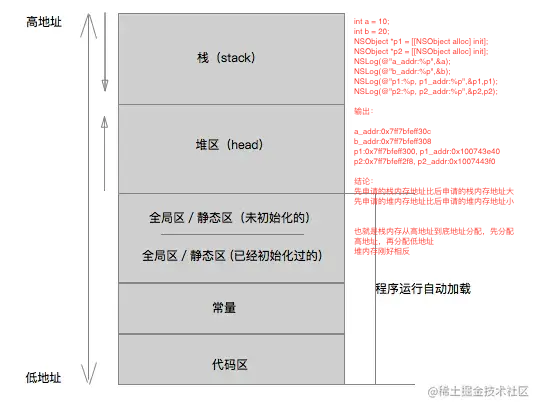 高地址
栈（stack）
堆区（head）
全局区 / 静态区（未初始化的）
全局区 / 静态区 (已经初始化过的)
常量
代码区
低地址
int a = 10;
int b = 20;
NSObject *p1 = [[NSObject alloc] init];
NSObject *p2 = [[NSObject alloc] init];
NSLog(@"a_addr:%p",&a);
NSLog(@"b_addr:%p",&b);
NSLog(@"p1:%p, p1_addr:%p",&p1,p1);
NSLog(@"p2:%p, p2_addr:%p",&p2,p2);
输出：
a_addr:0x7ff7bfeff30c
b_addr:0x7ff7bfeff308
p1:0x7ff7bfeff300, p1_addr:0x100743e40
p2:0x7ff7bfeff2f8, p2_addr:0x1007443f0
结论：
先申请的栈内存地址比后申请的栈内存地址大
先申请的堆内存地址比后申请的堆内存地址小
也就是栈内存从高地址到底地址分配，先分配
高地址，再分配低地址
堆内存刚好相反
程序运行自动加载
@稀土掘金技术社区